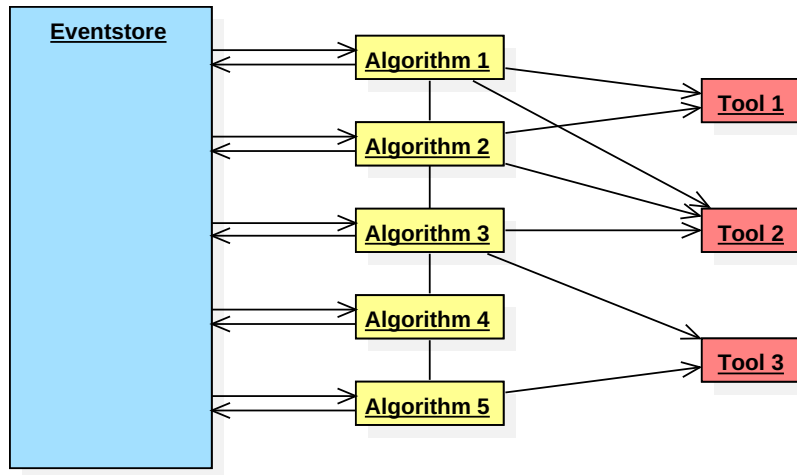 Eventstore
Algorithm 1
Tool 1
Algorithm 2
Tool 2
Algorithm 3
Algorithm 4
Tool 3
Algorithm 5